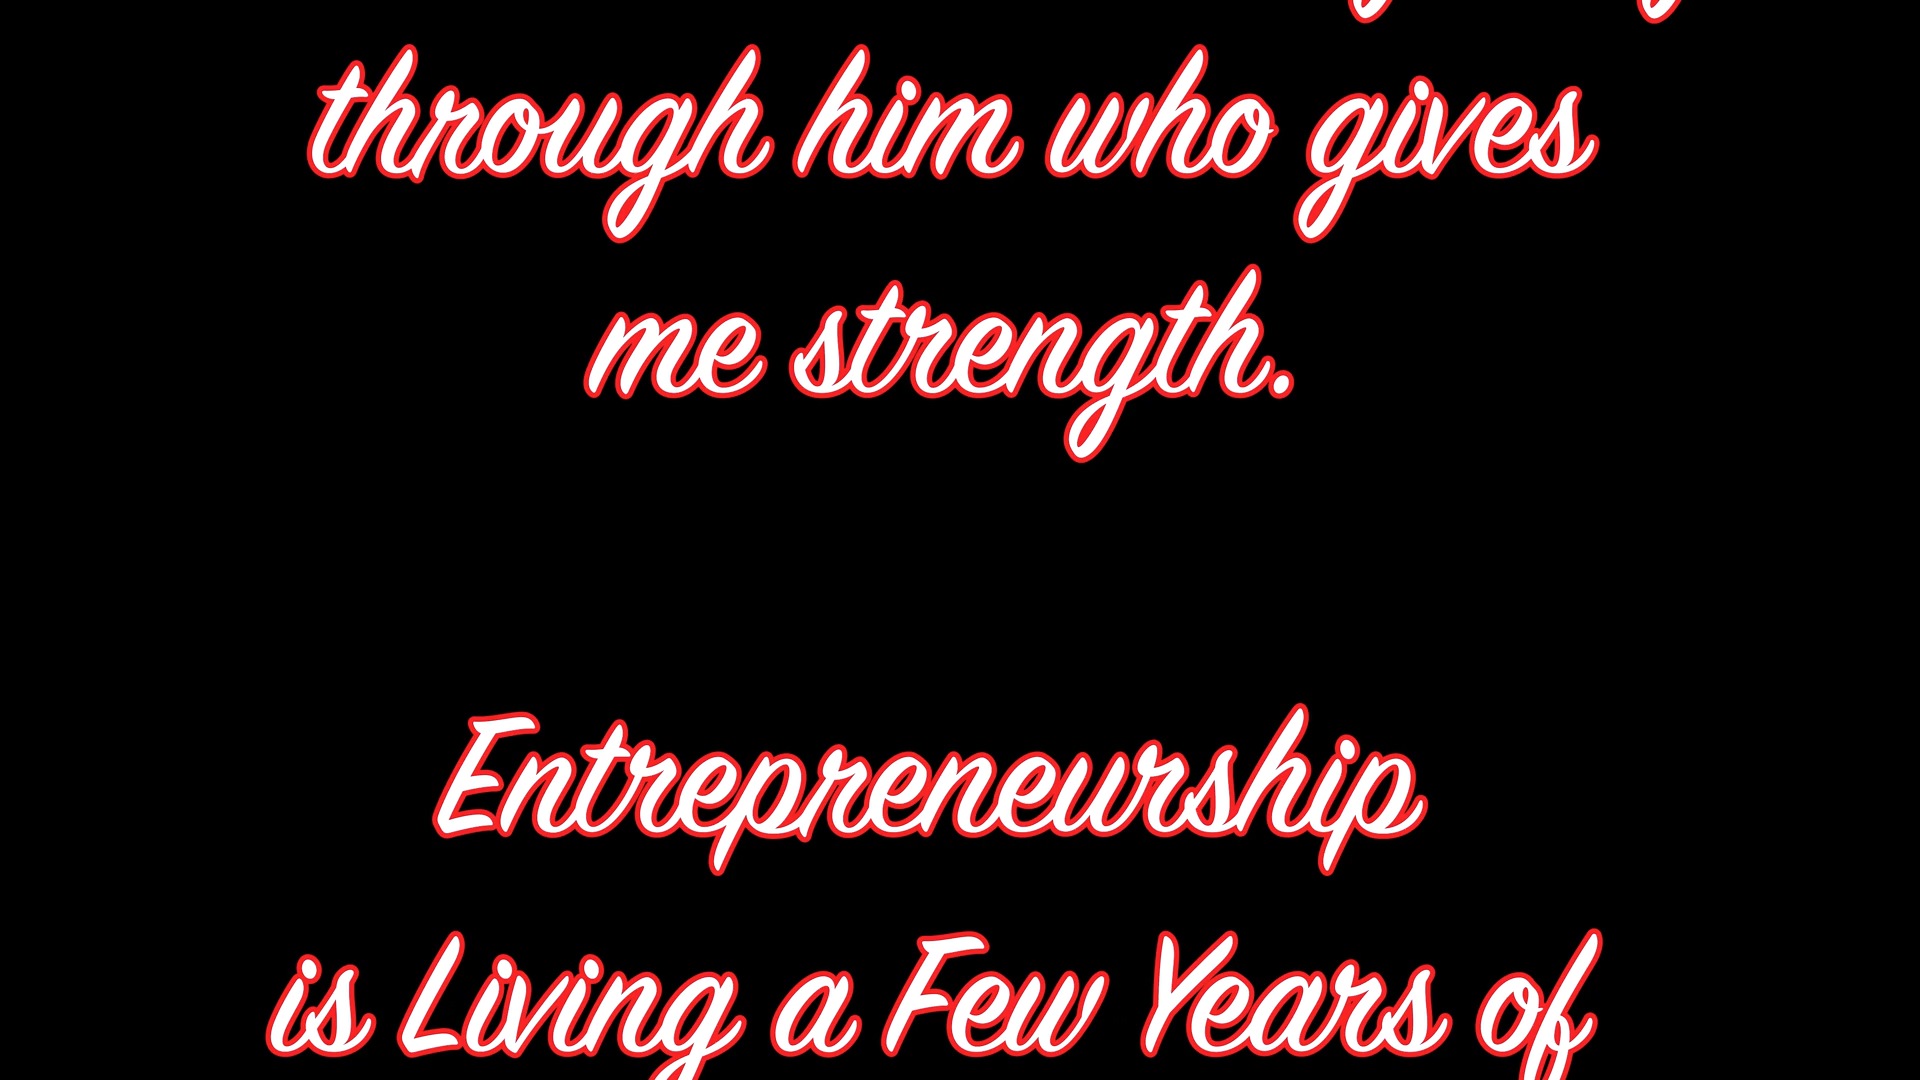 through him who gives
me strength.
Entrepreneurship
is Living a Few Years of